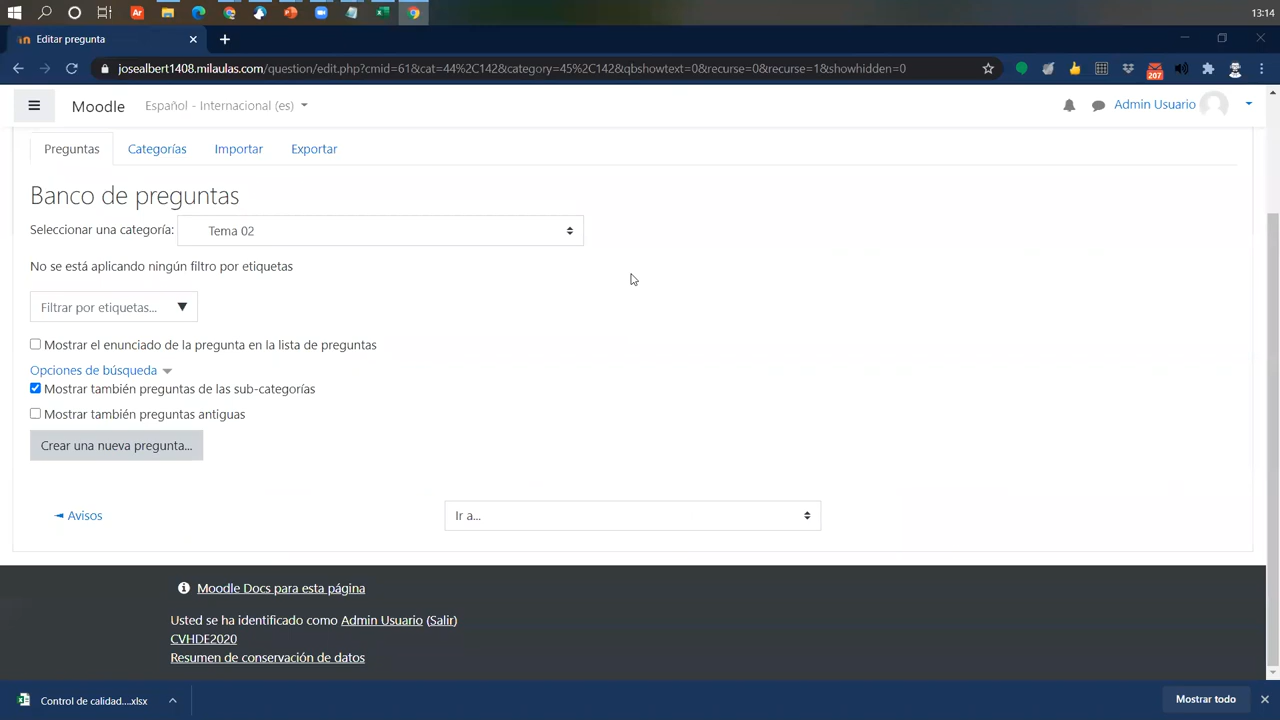 13:14
Editar pregunta
josealbert1408.milaulas.com/question/edit.php?cmid=61&cat=44%2C142&category=45%2C142&qbshowtext=0&recurse=0&recurse=1&showhidden=0
207
Moodle Español - Internacional (es) Admin Usuario
Preguntas Categorías Importar Exportar
Banco de preguntas
Seleccionar una categoría: Tema 02
No se está aplicando ningún filtro por etiquetas
Filtrar por etiquetas... ▼
Mostrar el enunciado de la pregunta en la lista de preguntas
Opciones de búsqueda
Mostrar también preguntas de las sub-categorías
Mostrar también preguntas antiguas
Crear una nueva pregunta...
◄ Avisos Ir a...
Moodle Docs para esta página
Usted se ha identificado como Admin Usuario (Salir)
CVHDE2020
Resumen de conservación de datos
Control de calidad....xlsx Mostrar todo